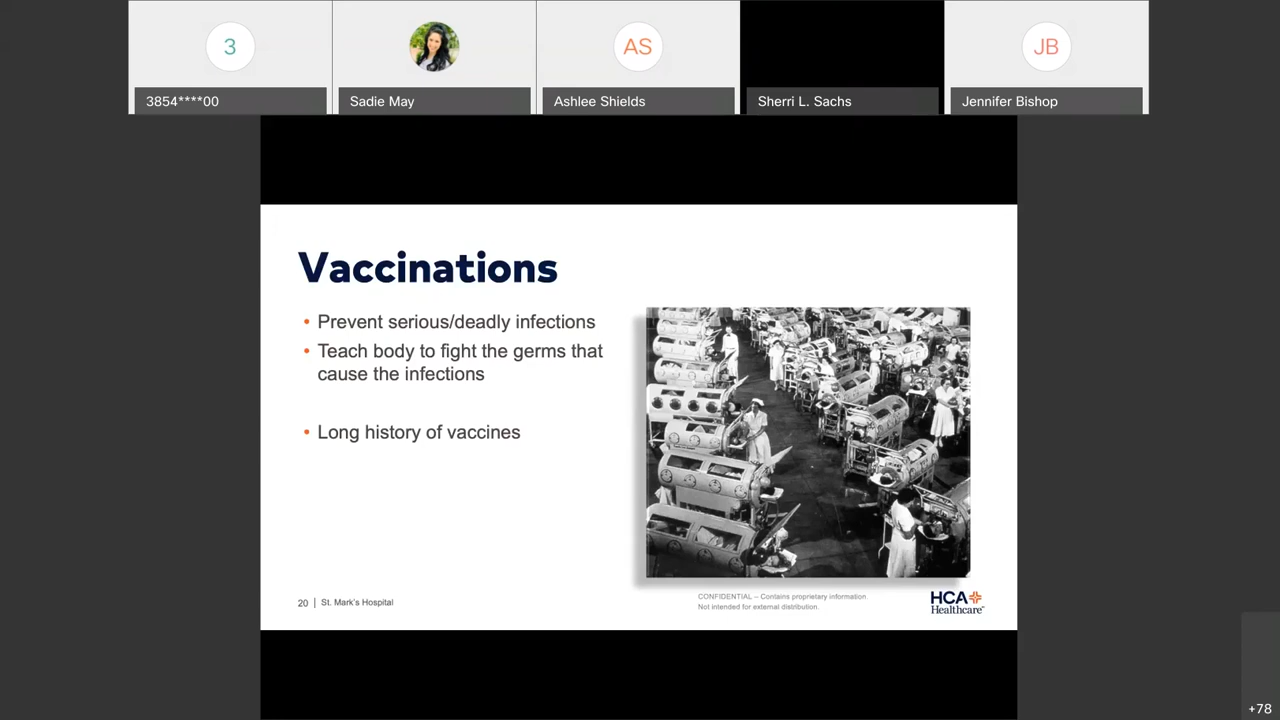 3
AS
JB
3854****00
Sadie May
Ashlee Shields
Sherri L. Sachs
Jennifer Bishop
Vaccinations
• Prevent serious/deadly infections
• Teach body to fight the germs that
cause the infections
• Long history of vaccines
20 | St. Mark's Hospital
CONFIDENTIAL – Contains proprietary information.
Not intended for external distribution.
HCA
Healthcare™
+78